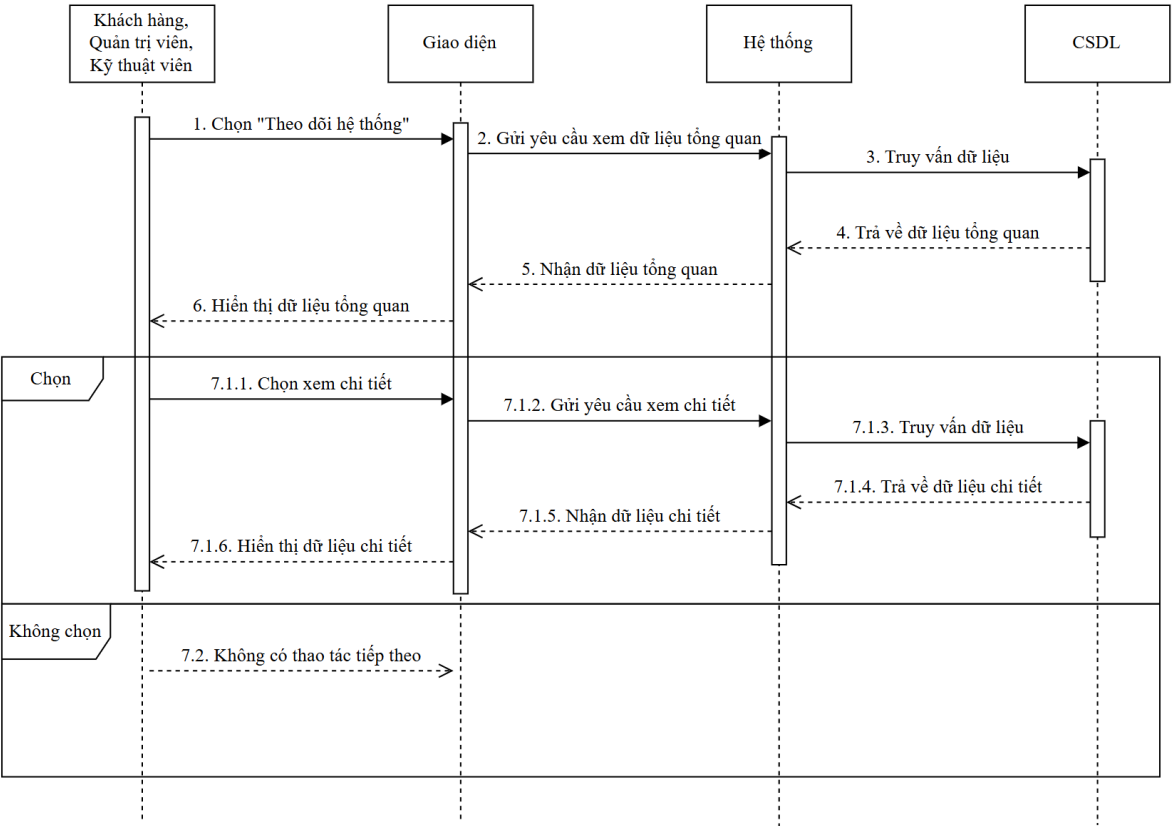 Khách hàng,
Quản trị viên,
Kỹ thuật viên
Giao diện
Hệ thống
CSDL
1. Chọn "Theo dõi hệ thống"
2. Gửi yêu cầu xem dữ liệu tổng quan
3. Truy vấn dữ liệu
4. Trả về dữ liệu tổng quan
5. Nhận dữ liệu tổng quan
6. Hiển thị dữ liệu tổng quan
Chọn
7.1.1. Chọn xem chi tiết
7.1.2. Gửi yêu cầu xem chi tiết
7.1.3. Truy vấn dữ liệu
7.1.4. Trả về dữ liệu chi tiết
7.1.5. Nhận dữ liệu chi tiết
7.1.6. Hiển thị dữ liệu chi tiết
Không chọn
7.2. Không có thao tác tiếp theo